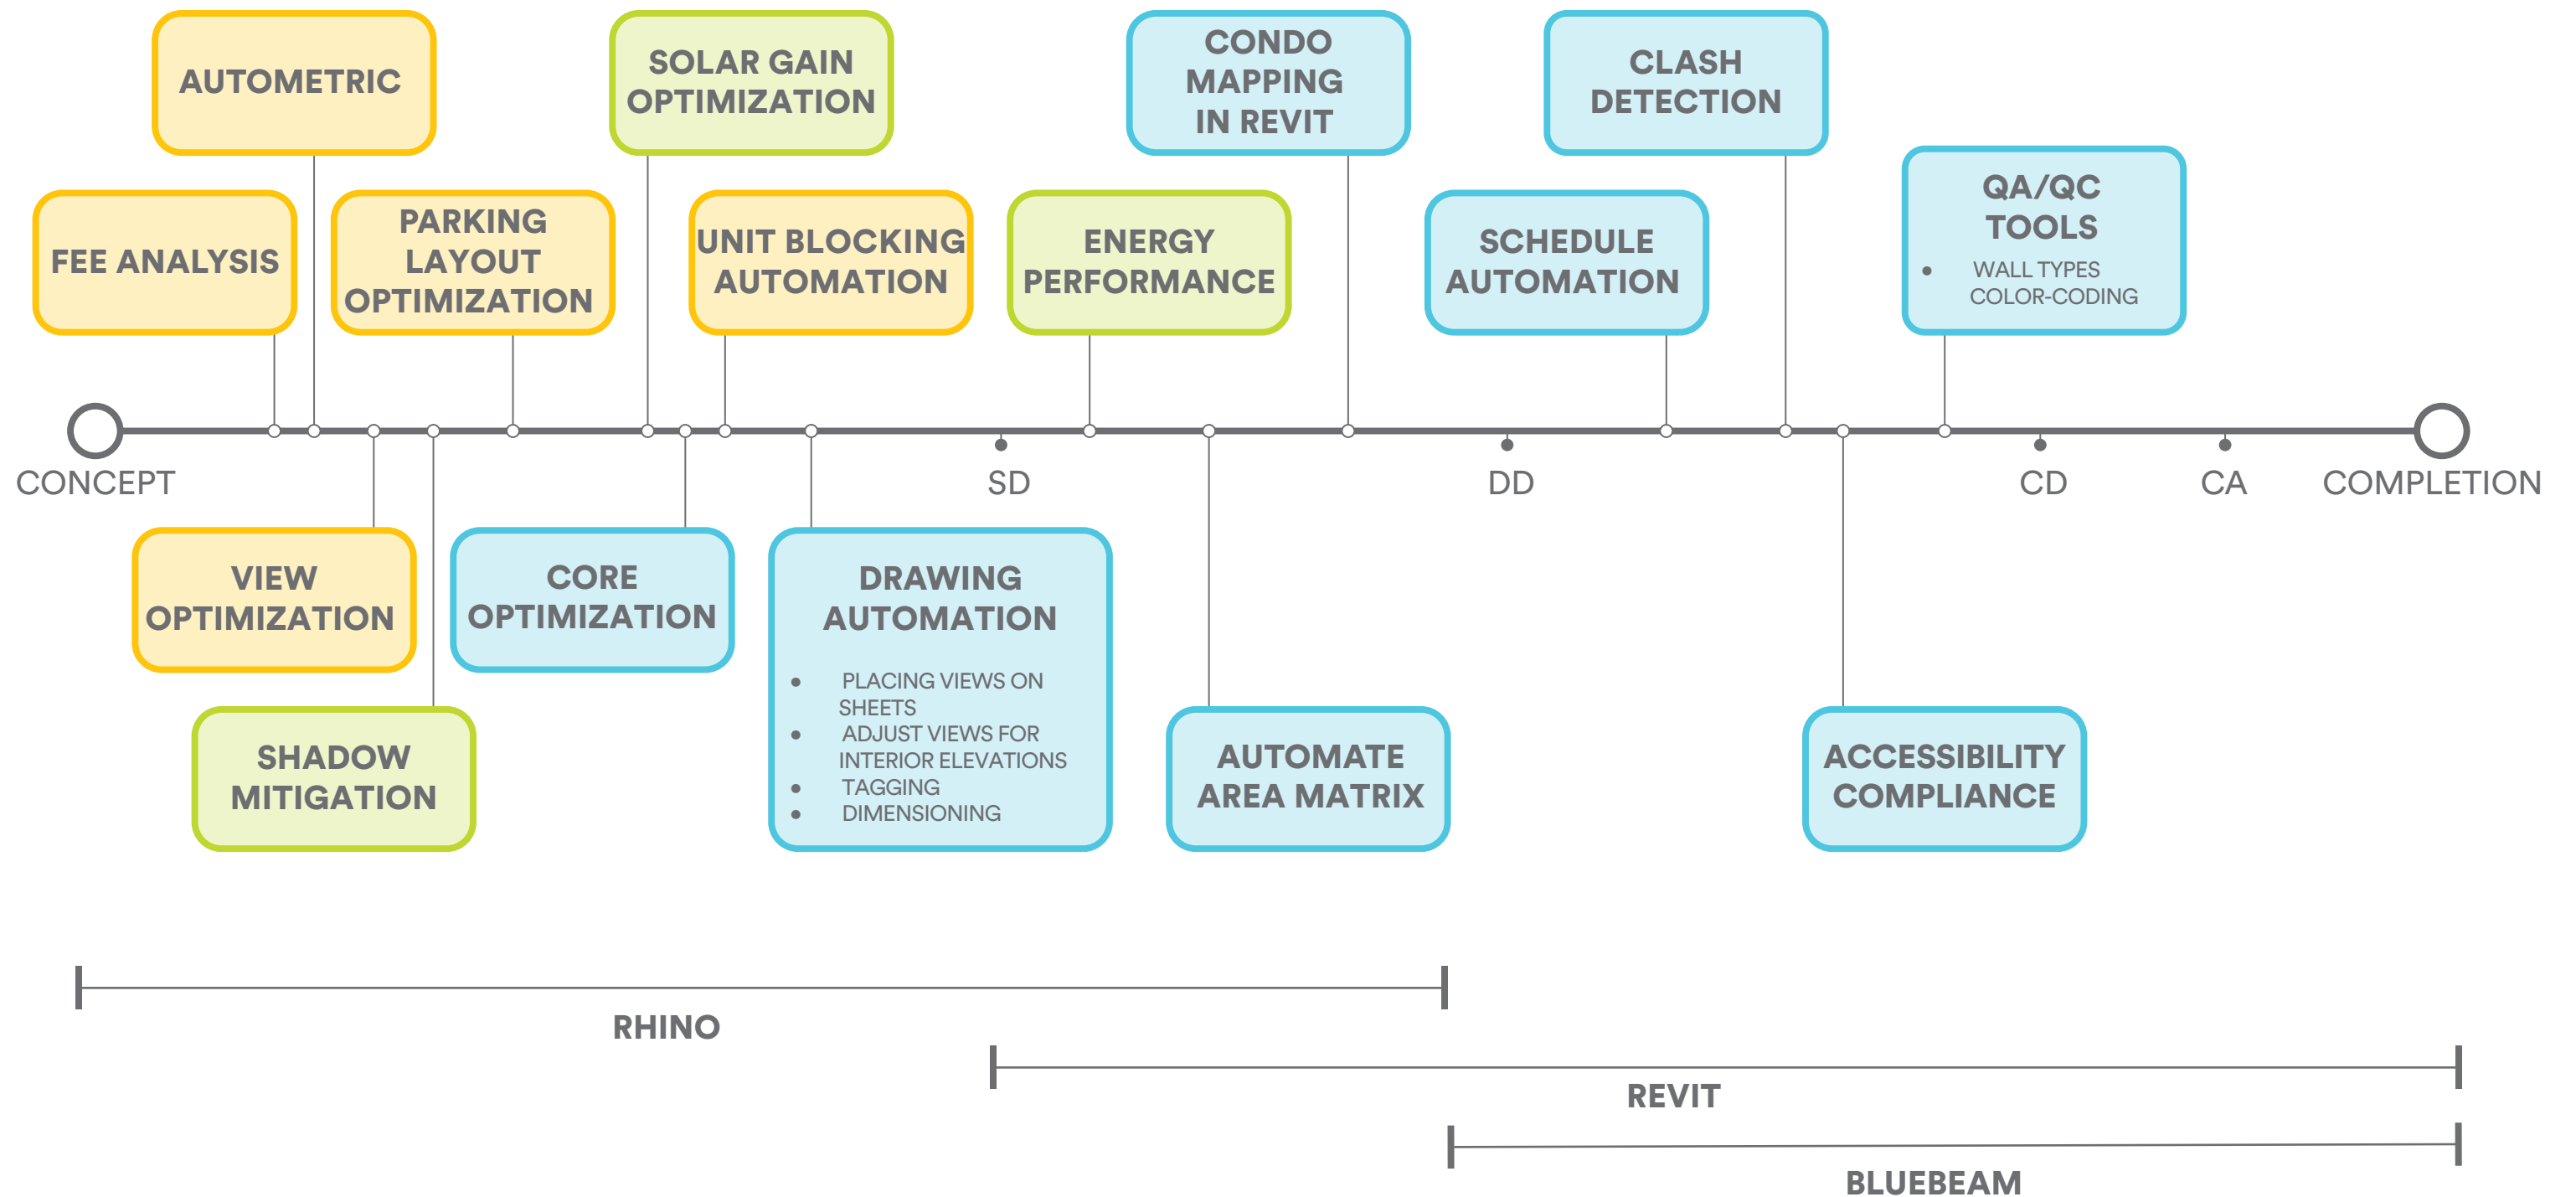 AUTOMETRIC
SOLAR GAIN
OPTIMIZATION
CONDO
MAPPING
IN REVIT
CLASH
DETECTION
FEE ANALYSIS
PARKING
LAYOUT
OPTIMIZATION
UNIT BLOCKING
AUTOMATION
ENERGY
PERFORMANCE
SCHEDULE
AUTOMATION
QA/QC
TOOLS
• WALL TYPES
COLOR-CODING
CONCEPT
SD
DD
CD
CA
COMPLETION
VIEW
OPTIMIZATION
CORE
OPTIMIZATION
DRAWING
AUTOMATION
• PLACING VIEWS ON
SHEETS
• ADJUST VIEWS FOR
INTERIOR ELEVATIONS
• TAGGING
• DIMENSIONING
SHADOW
MITIGATION
AUTOMATE
AREA MATRIX
ACCESSIBILITY
COMPLIANCE
RHINO
REVIT
BLUEBEAM